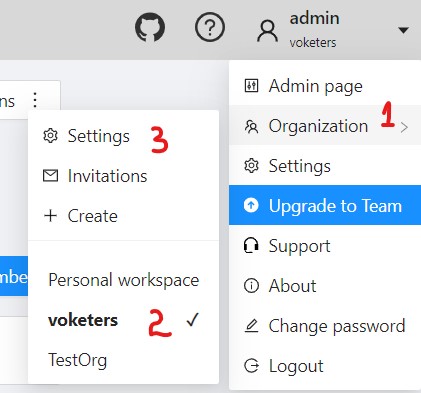 admin
voketers
ns
Admin page
Organization 1
Settings
Upgrade to Team
Support
About
Change password
Logout
Settings 3
Invitations
Create
Personal workspace
voketers 2
TestOrg
mbe